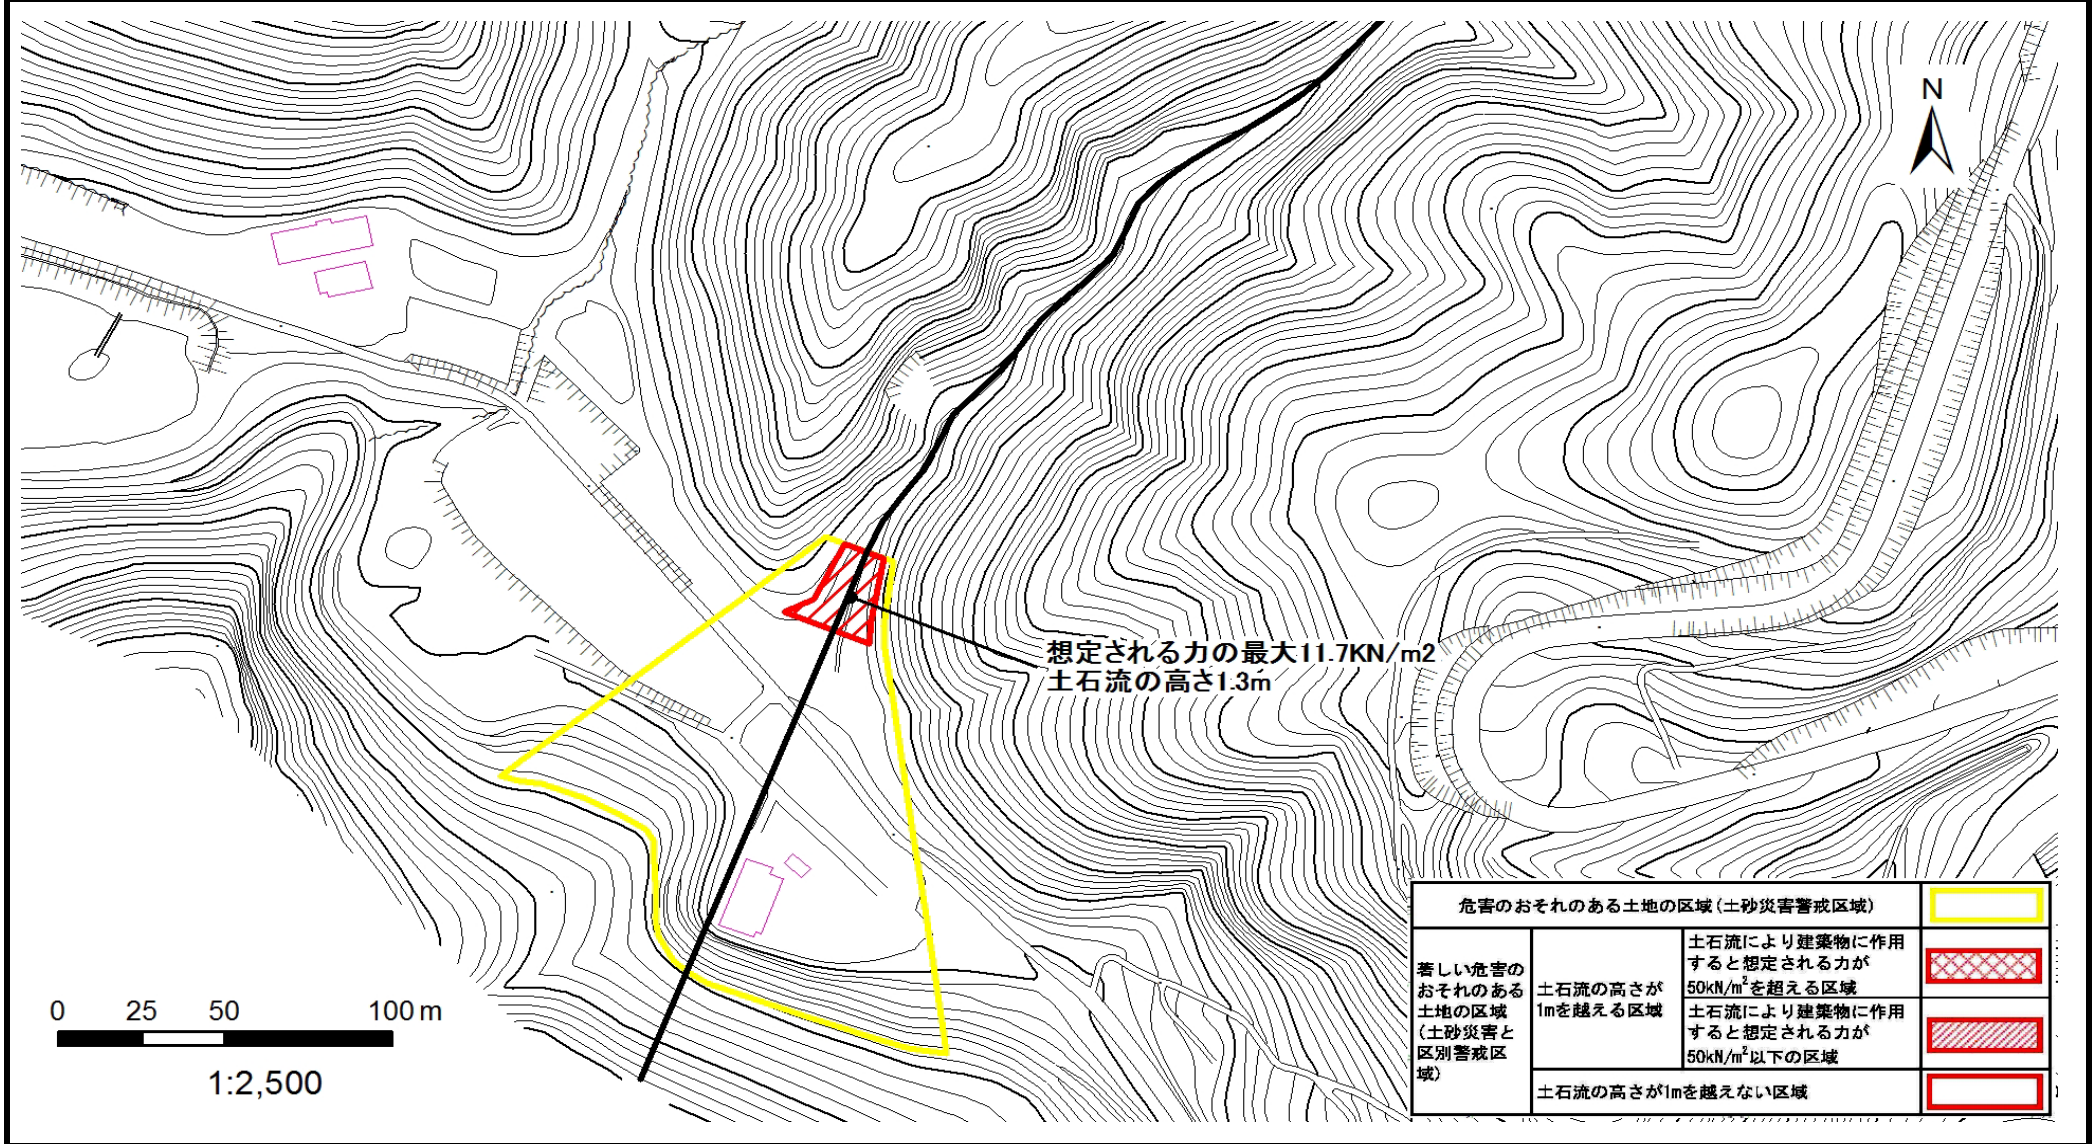 N
想定される力の最大11.7KN/m2
土石流の高さ1.3m
0 25 50 100 m
1:2,500
危害のおそれのある土地の区域(土砂災害警戒区域)
著しい危害の
おそれのある
土地の区域
(土砂災害と
区別警戒区
域)
土石流の高さが
1mを越える区域
土石流により建築物に作用
すると想定される力が
50kN/m²を超える区域
土石流により建築物に作用
すると想定される力が
50kN/m²以下の区域
土石流の高さが1mを越えない区域